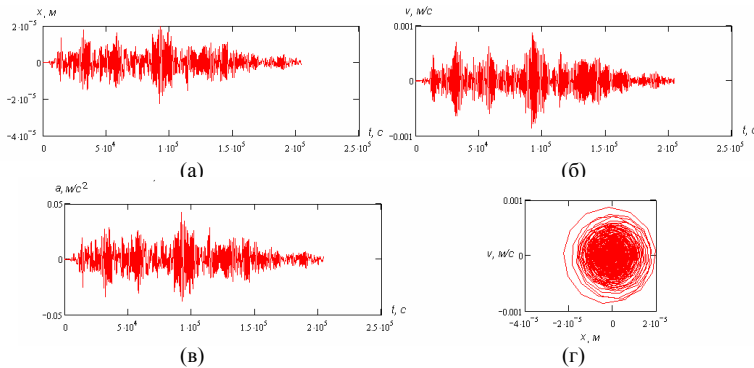 x, м
2·10⁻⁵
0
−2·10⁻⁵
−4·10⁻⁵
0 5·10⁴ 1·10⁵ 1.5·10⁵ 2·10⁵ 2.5·10⁵
t, с
(а)
v, м/с
0.001
0
−0.001
0 5·10⁴ 1·10⁵ 1.5·10⁵ 2·10⁵ 2.5·10⁵
t, с
(б)
a, м/с²
0.05
0
−0.05
0 5·10⁴ 1·10⁵ 1.5·10⁵ 2·10⁵ 2.5·10⁵
t, с
(в)
0.001
v, м/с 0
−0.001
−4·10⁻⁵ −2·10⁻⁵ 0 2·10⁻⁵
x, м
(г)